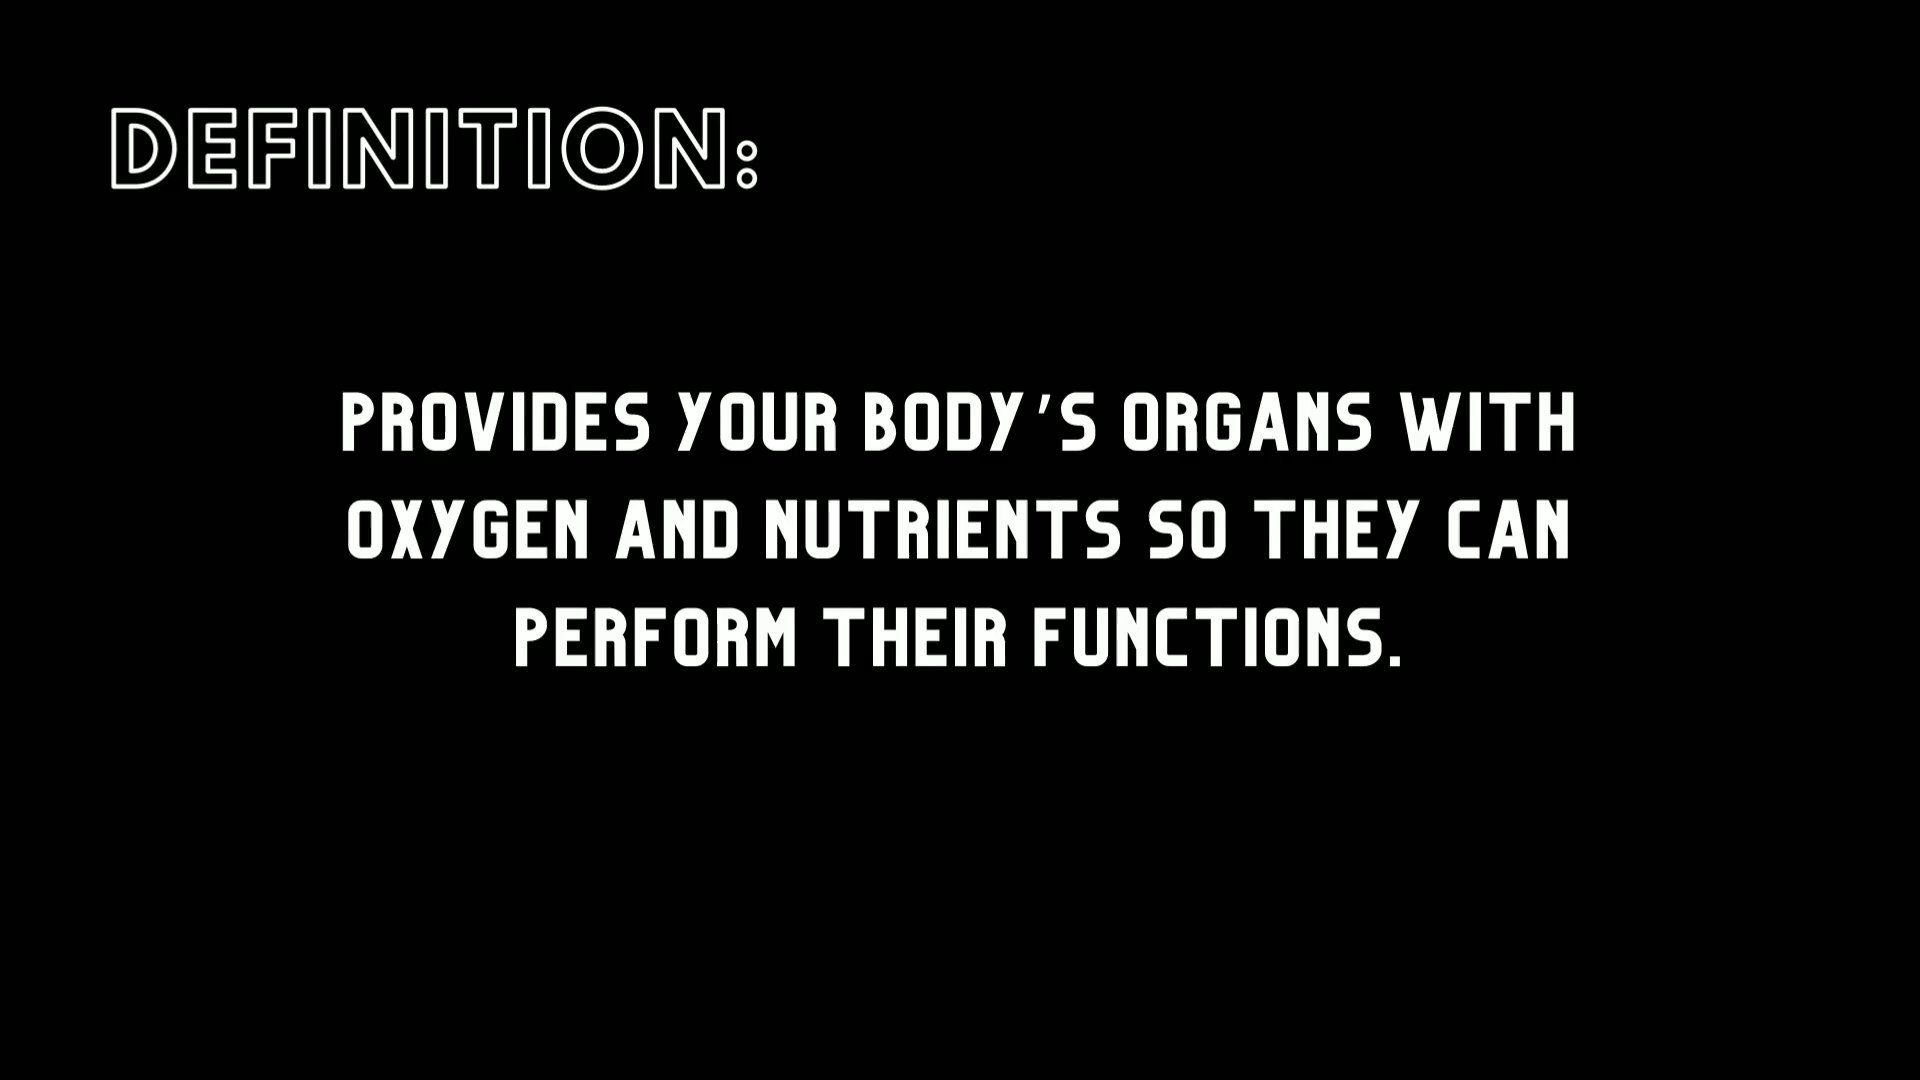 DEFINITION:
PROVIDES YOUR BODY'S ORGANS WITH
OXYGEN AND NUTRIENTS SO THEY CAN
PERFORM THEIR FUNCTIONS.